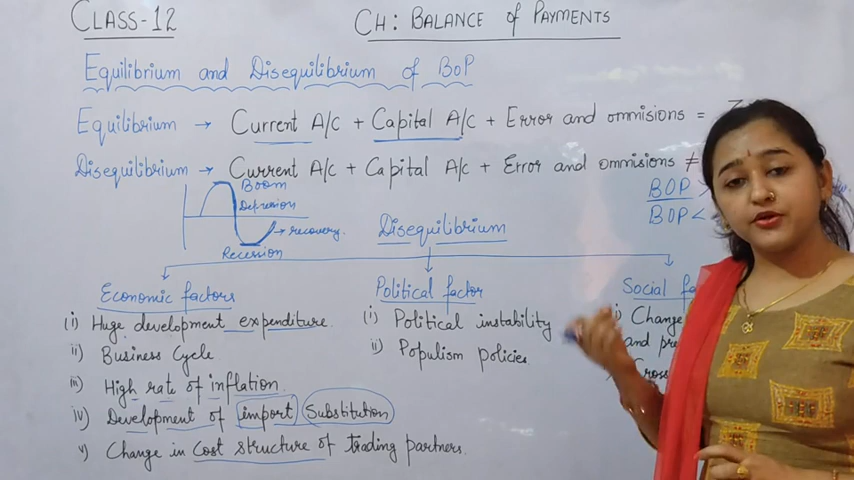 CLASS-12
CH: BALANCE of PAYMENTS
Equilibrium and Disequilibrium of BOP
Equilibrium → Current A/C + Capital A/C + Error and ommisions =
Disequilibrium → Current A/C + Capital A/C + Error and ommisions ≠
Boom
Depression
→ recovery.
Recession
BOP >
BOP <
Disequilibrium
Economic factors
(i) Huge development expenditure.
ii) Business Cycle
iii) High rate of inflation.
iv) Development of import Substitution
v) Change in Cost Structure of trading partners.
Political factor
(i) Political instability
ii) Populism policies
Social
i) Change
and